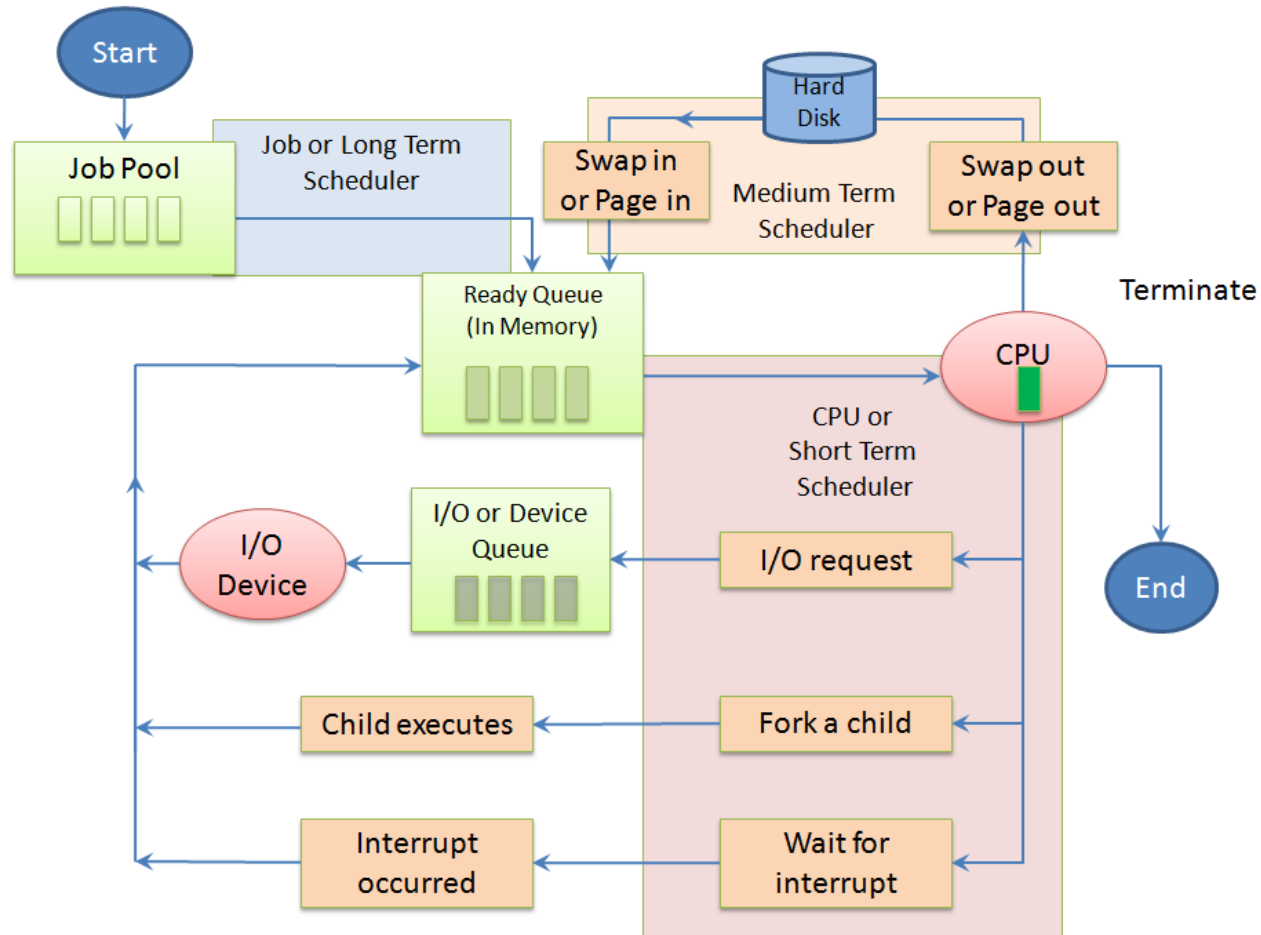 Start
Job Pool
Job or Long Term
Scheduler
Hard
Disk
Swap in
or Page in
Medium Term
Scheduler
Swap out
or Page out
Ready Queue
(In Memory)
Terminate
CPU
CPU or
Short Term
Scheduler
I/O or Device
Queue
I/O
Device
I/O request
End
Child executes
Fork a child
Interrupt
occurred
Wait for
interrupt